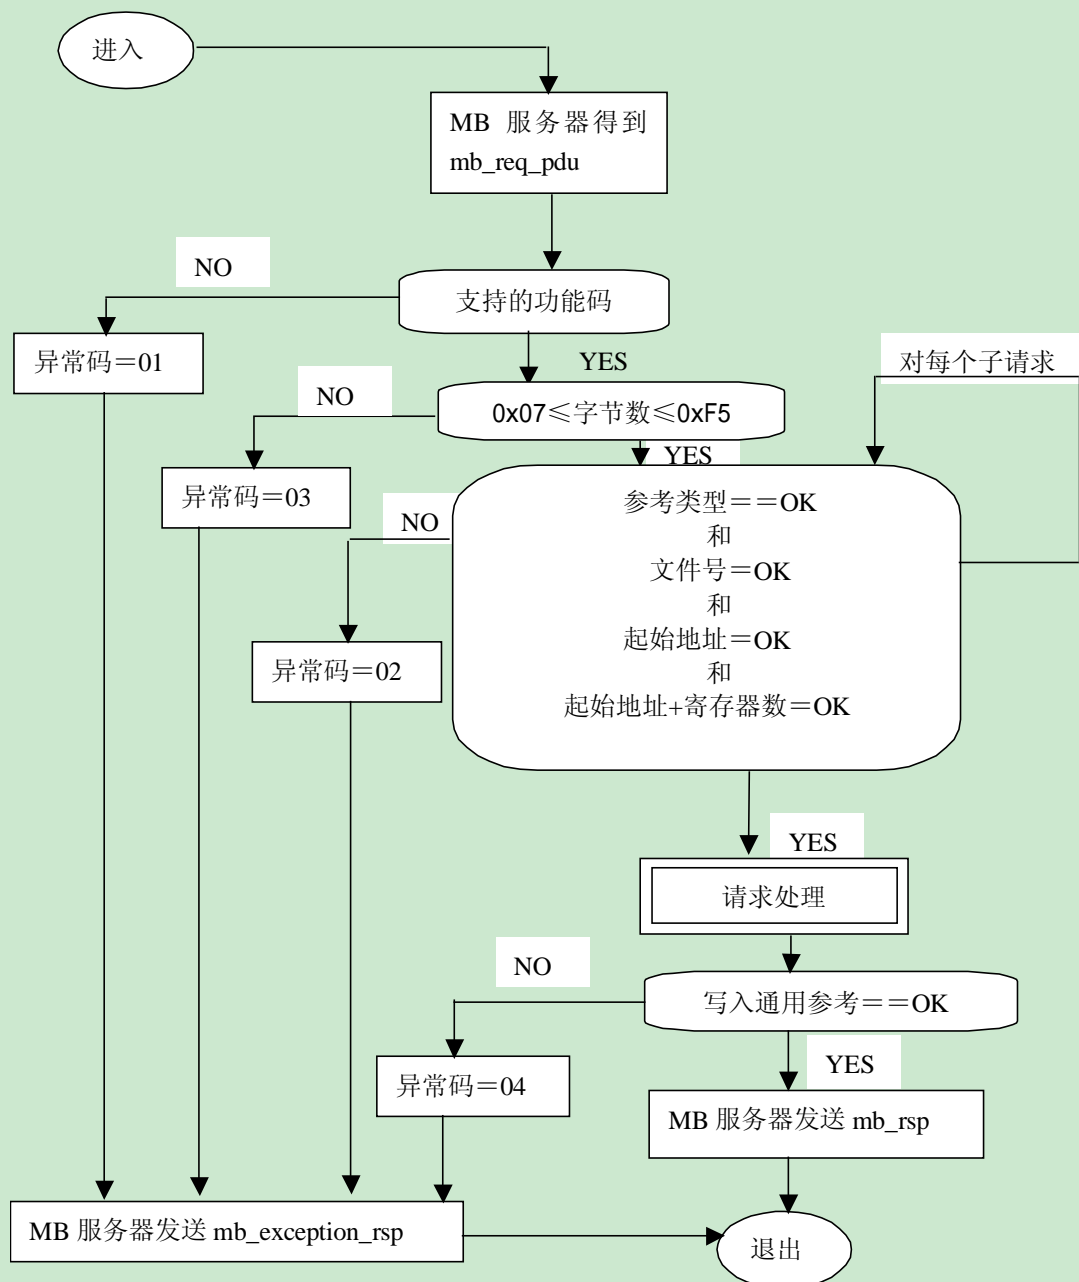 进入
MB 服务器得到
mb_req_pdu
NO
支持的功能码
异常码＝01
YES
对每个子请求
NO
0x07≤字节数≤0xF5
YES
异常码＝03
参考类型＝＝OK
NO
和
文件号＝OK
和
起始地址＝OK
异常码＝02
和
起始地址+寄存器数＝OK
YES
请求处理
NO
写入通用参考＝＝OK
YES
异常码＝04
MB 服务器发送 mb_rsp
MB 服务器发送 mb_exception_rsp
退出